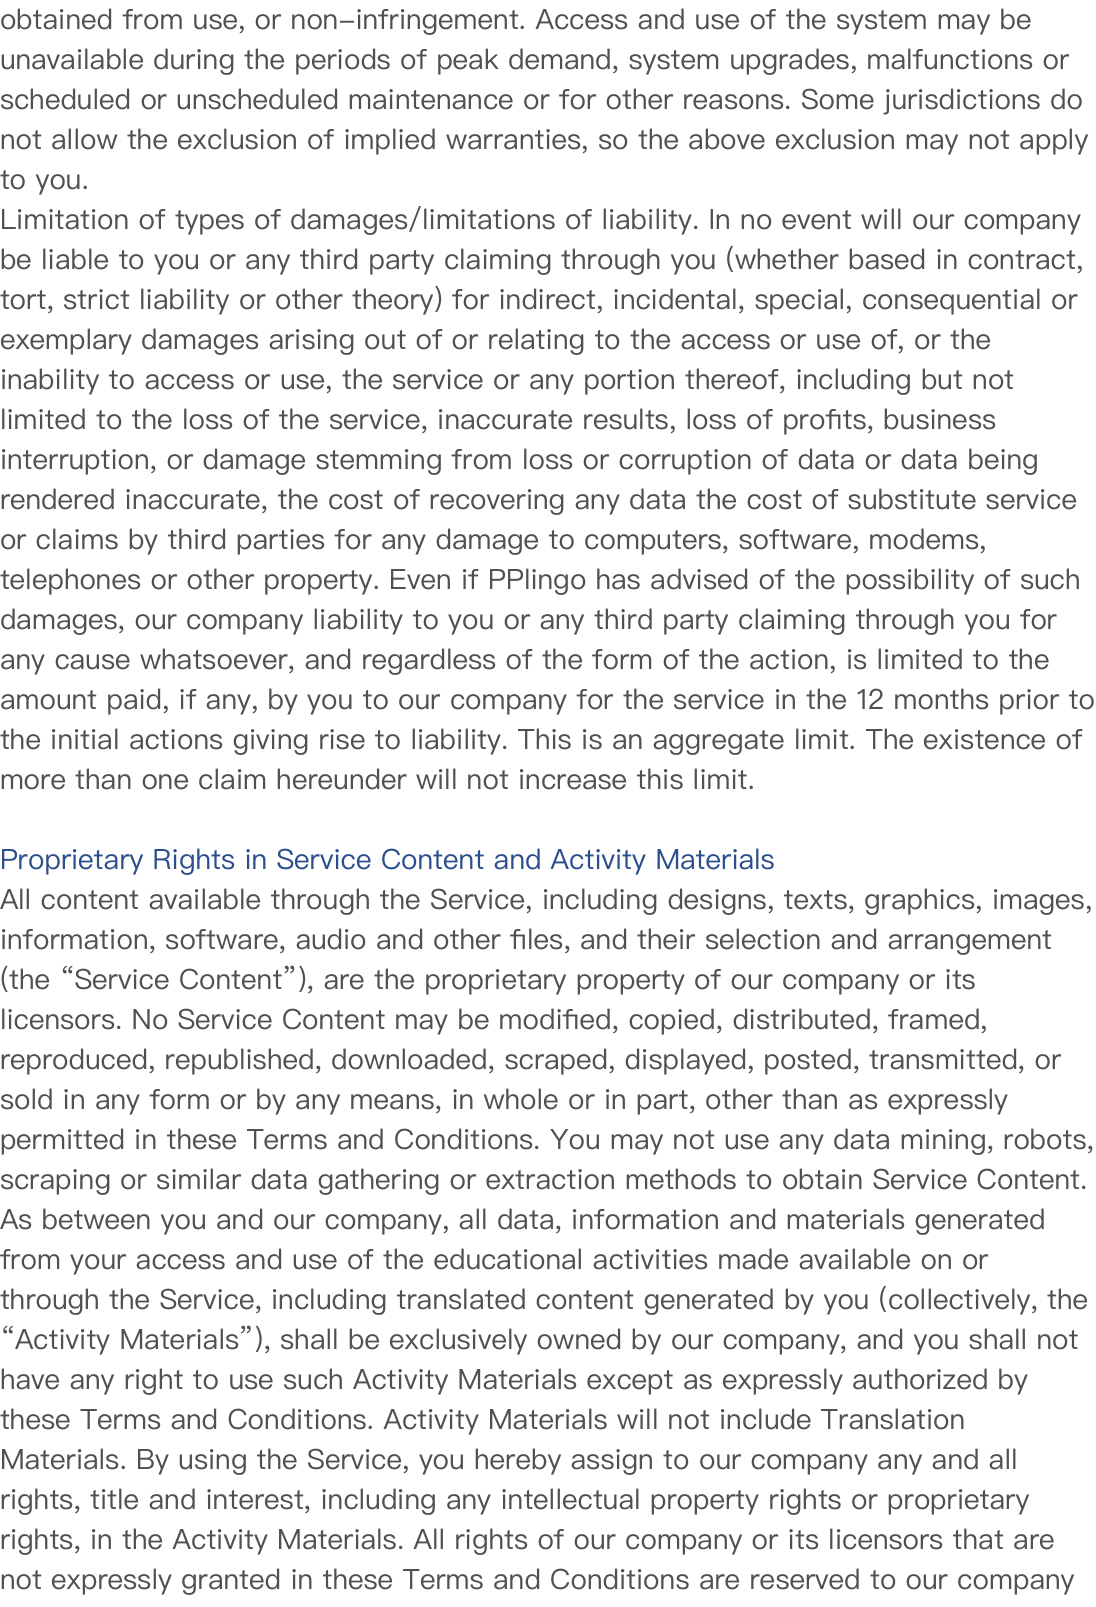 obtained from use, or non-infringement. Access and use of the system may be
unavailable during the periods of peak demand, system upgrades, malfunctions or
scheduled or unscheduled maintenance or for other reasons. Some jurisdictions do
not allow the exclusion of implied warranties, so the above exclusion may not apply
to you.
Limitation of types of damages/limitations of liability. In no event will our company
be liable to you or any third party claiming through you (whether based in contract,
tort, strict liability or other theory) for indirect, incidental, special, consequential or
exemplary damages arising out of or relating to the access or use of, or the
inability to access or use, the service or any portion thereof, including but not
limited to the loss of the service, inaccurate results, loss of profits, business
interruption, or damage stemming from loss or corruption of data or data being
rendered inaccurate, the cost of recovering any data the cost of substitute service
or claims by third parties for any damage to computers, software, modems,
telephones or other property. Even if PPlingo has advised of the possibility of such
damages, our company liability to you or any third party claiming through you for
any cause whatsoever, and regardless of the form of the action, is limited to the
amount paid, if any, by you to our company for the service in the 12 months prior to
the initial actions giving rise to liability. This is an aggregate limit. The existence of
more than one claim hereunder will not increase this limit.
Proprietary Rights in Service Content and Activity Materials
All content available through the Service, including designs, texts, graphics, images,
information, software, audio and other files, and their selection and arrangement
(the “Service Content”), are the proprietary property of our company or its
licensors. No Service Content may be modified, copied, distributed, framed,
reproduced, republished, downloaded, scraped, displayed, posted, transmitted, or
sold in any form or by any means, in whole or in part, other than as expressly
permitted in these Terms and Conditions. You may not use any data mining, robots,
scraping or similar data gathering or extraction methods to obtain Service Content.
As between you and our company, all data, information and materials generated
from your access and use of the educational activities made available on or
through the Service, including translated content generated by you (collectively, the
“Activity Materials”), shall be exclusively owned by our company, and you shall not
have any right to use such Activity Materials except as expressly authorized by
these Terms and Conditions. Activity Materials will not include Translation
Materials. By using the Service, you hereby assign to our company any and all
rights, title and interest, including any intellectual property rights or proprietary
rights, in the Activity Materials. All rights of our company or its licensors that are
not expressly granted in these Terms and Conditions are reserved to our company